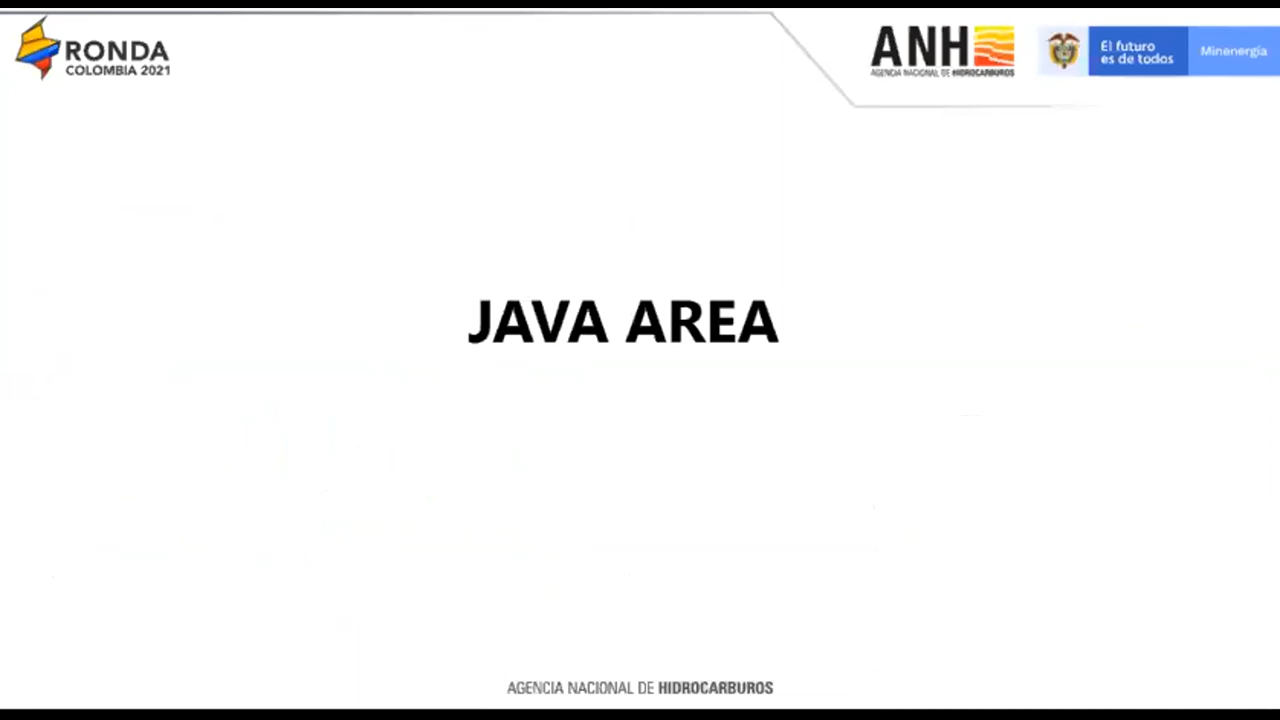 RONDA
COLOMBIA 2021
ANH
AGENCIA NACIONAL DE HIDROCARBUROS
El futuro
es de todos
Minenergía
JAVA AREA
AGENCIA NACIONAL DE HIDROCARBUROS